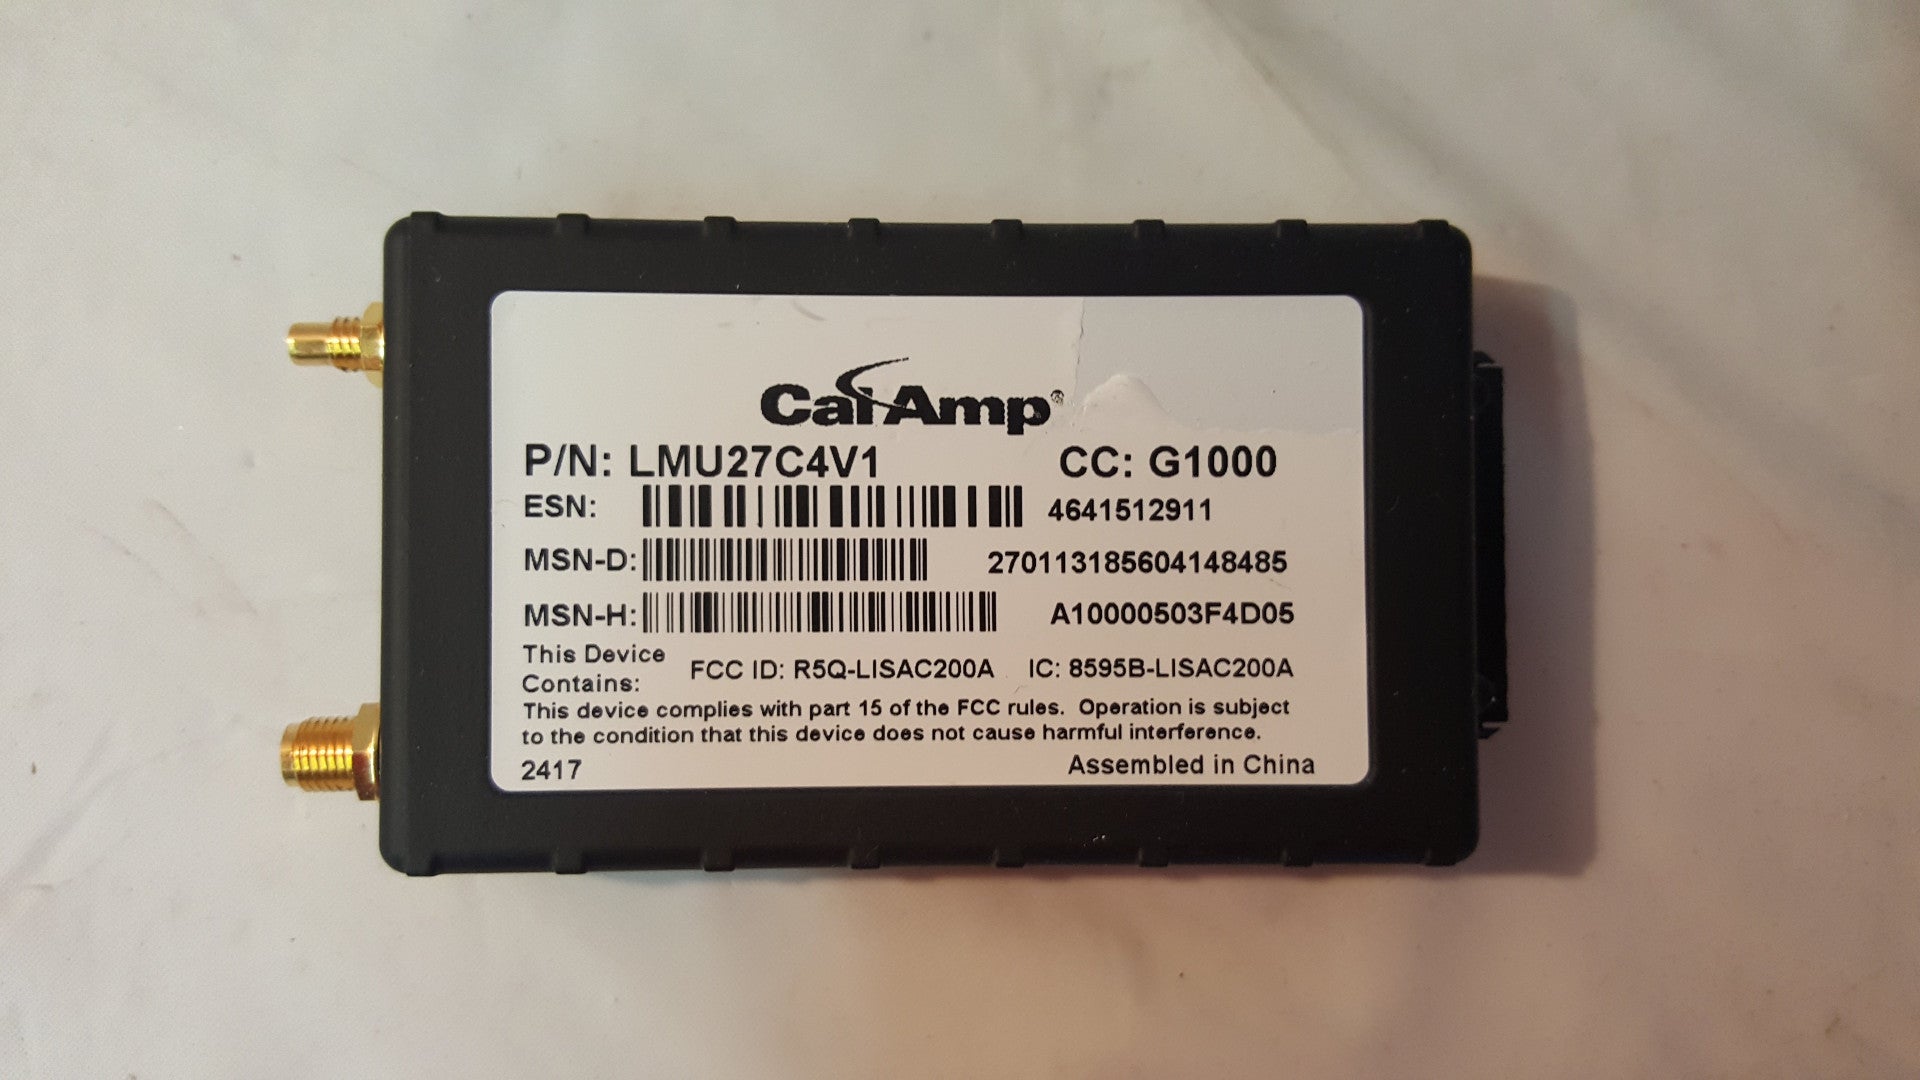 CalAmp®
P/N: LMU27C4V1 CC: G1000
ESN: 4641512911
MSN-D: 270113185604148485
MSN-H: A10000503F4D05
This Device
Contains: FCC ID: R5Q-LISAC200A IC: 8595B-LISAC200A
This device complies with part 15 of the FCC rules. Operation is subject
to the condition that this device does not cause harmful interference.
2417 Assembled in China